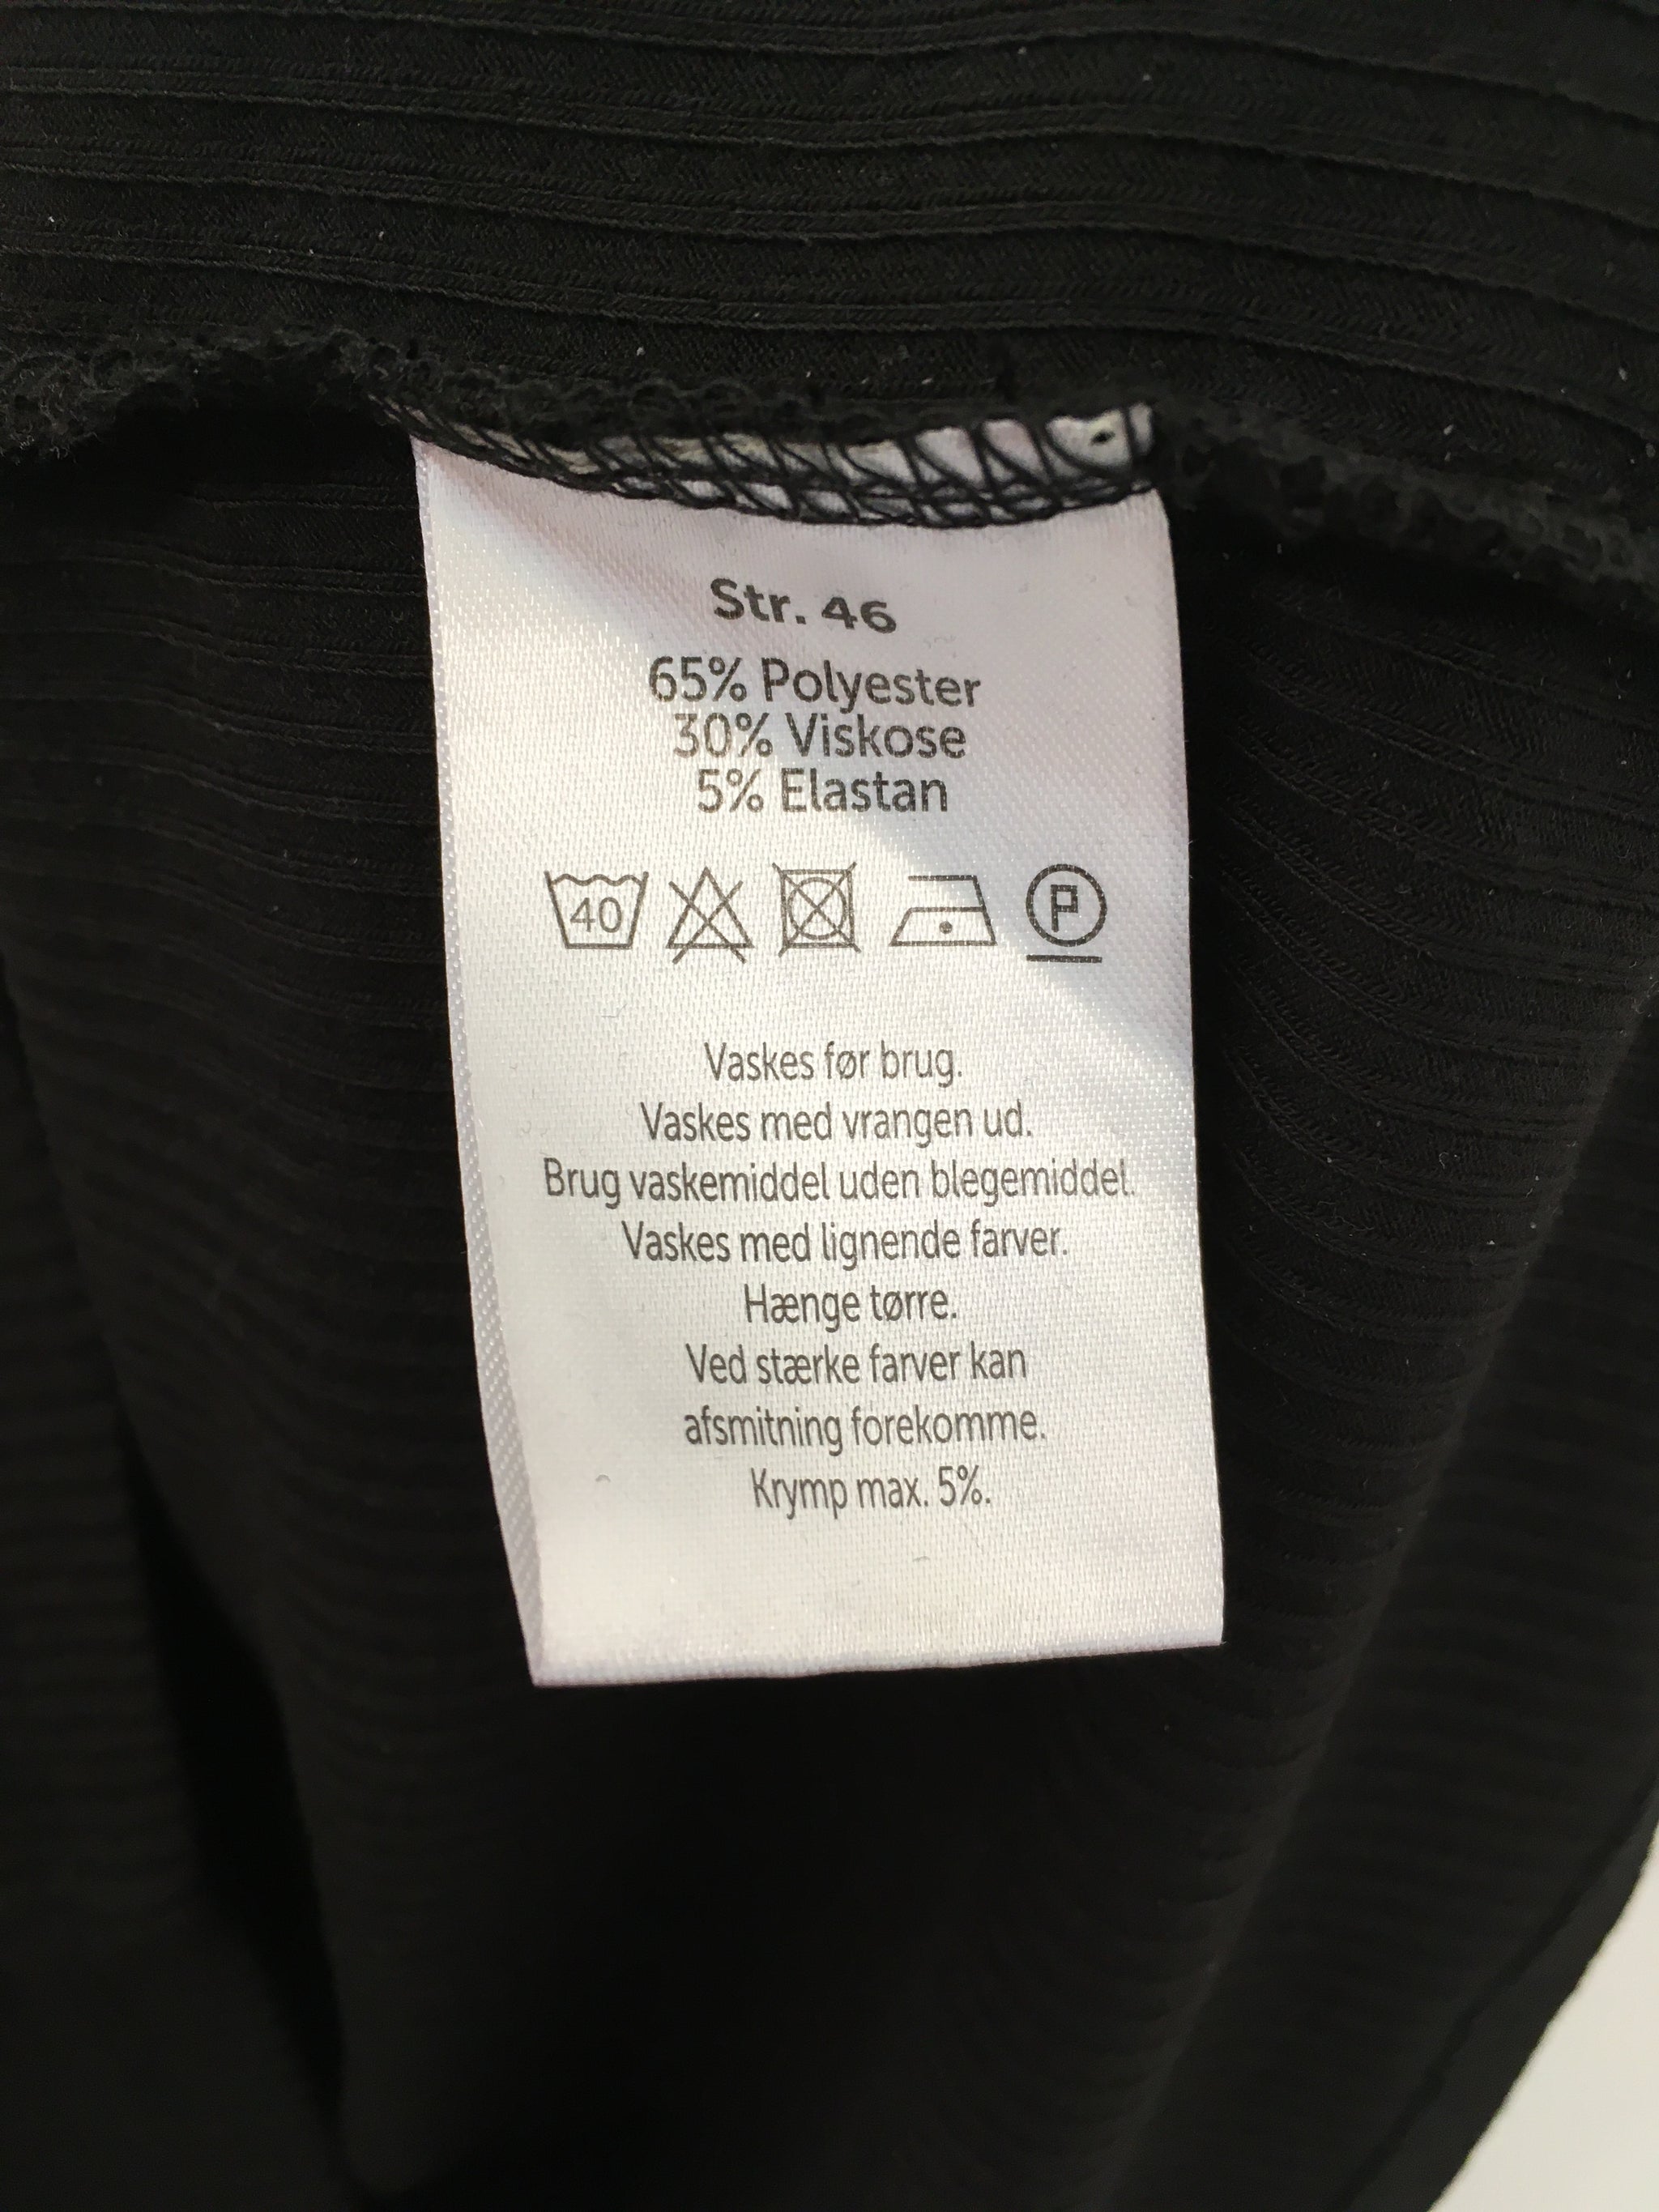 Str. 46
65% Polyester
30% Viskose
5% Elastan
40
P
Vaskes før brug.
Vaskes med vrangen ud.
Brug vaskemiddel uden blegemiddel.
Vaskes med lignende farver.
Hænge tørre.
Ved stærke farver kan
afsmitning forekomme.
Krymp max. 5%.